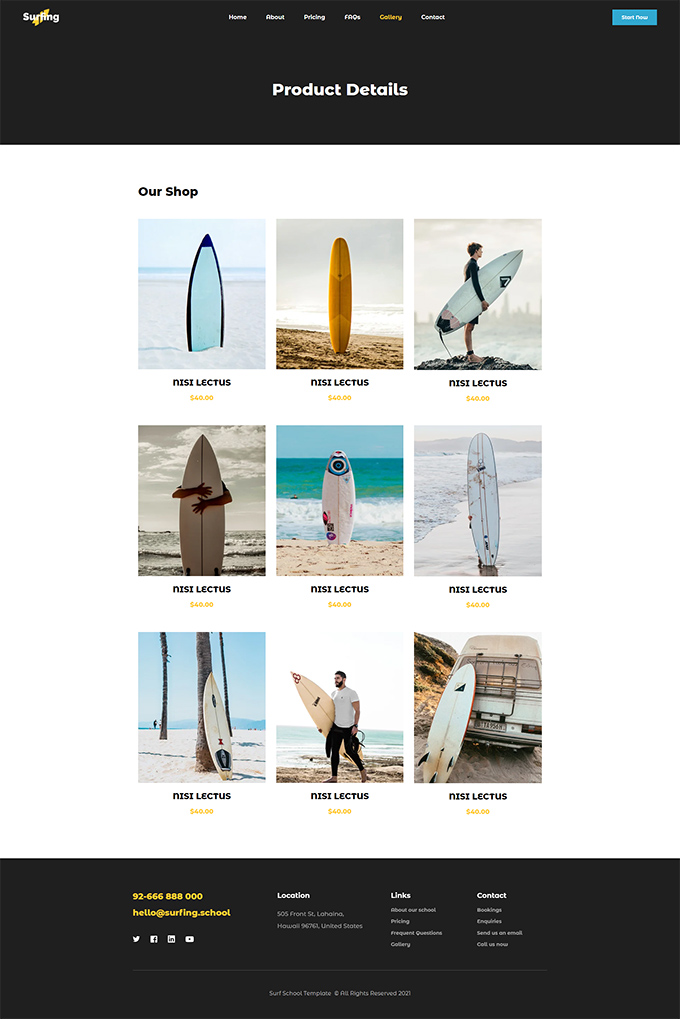 Surfing
Home About Pricing FAQs Gallery Contact
Start Now
Product Details
Our Shop
NISI LECTUS
$40.00
NISI LECTUS
$40.00
NISI LECTUS
$40.00
NISI LECTUS
$40.00
NISI LECTUS
$40.00
NISI LECTUS
$40.00
NISI LECTUS
$40.00
NISI LECTUS
$40.00
NISI LECTUS
$40.00
92-666 888 000
hello@surfing.school
Location
505 Front St, Lahaina,
Hawaii 96761, United States
Links
About our school
Pricing
Frequent Questions
Gallery
Contact
Bookings
Enquiries
Send us an email
Call us now
Surf School Template © All Rights Reserved 2021